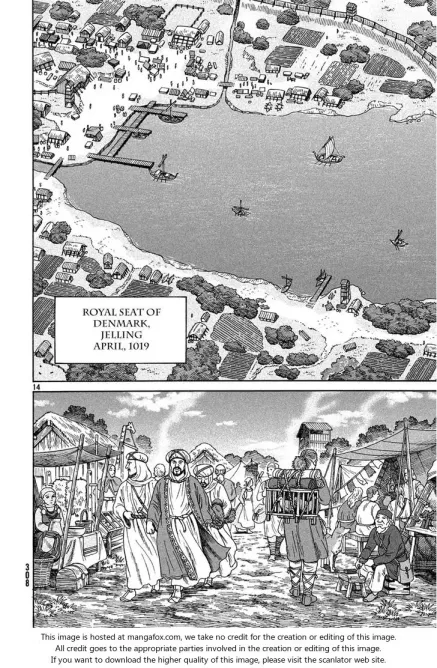 ROYAL SEAT OF
DENMARK,
JELLING
APRIL, 1019
14
308
This image is hosted at mangafox.com, we take no credit for the creation or editing of this image.
All credit goes to the appropriate parties involved in the creation or editing of this image.
If you want to download the higher quality of this image, please visit the scanlator web site.